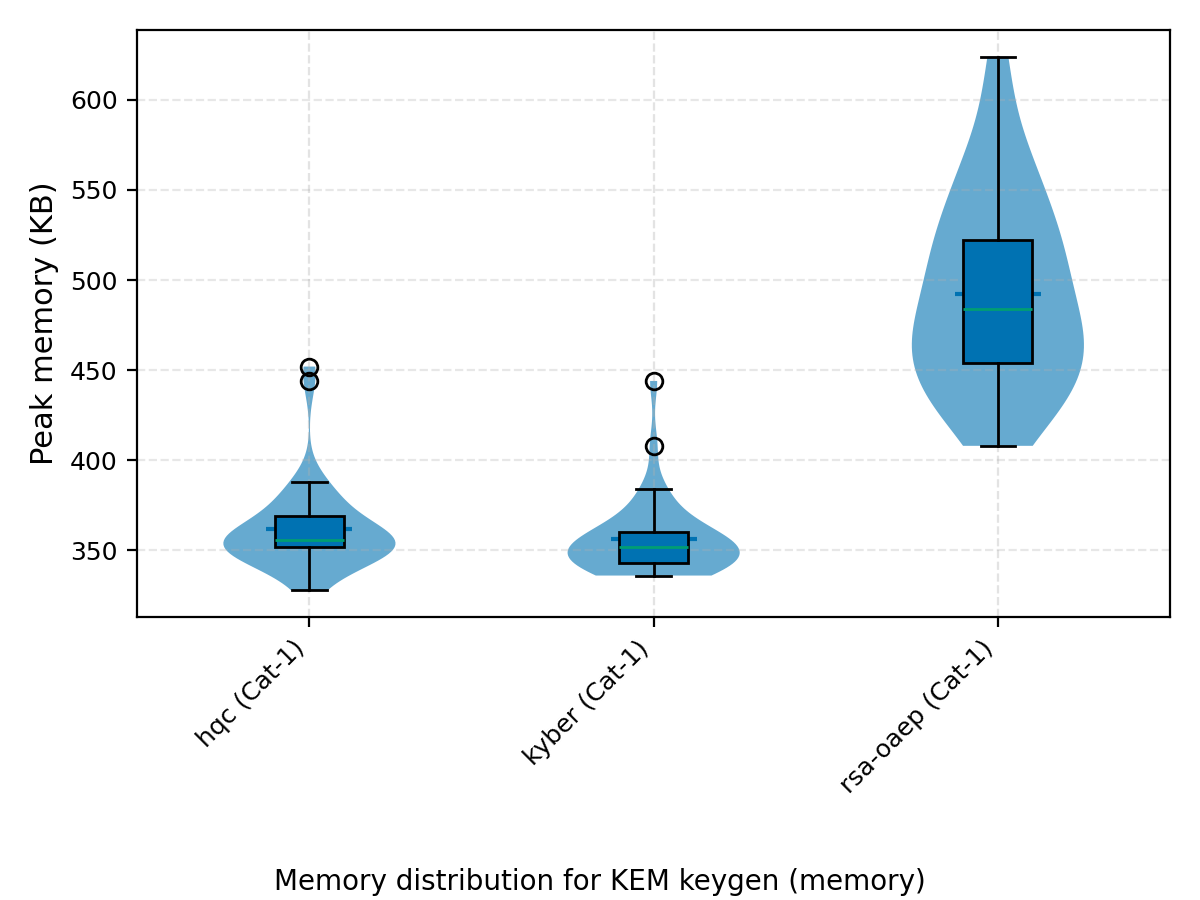 Peak memory (KB)
600
550
500
450
400
350
hqc (Cat-1)
kyber (Cat-1)
rsa-oaep (Cat-1)
Memory distribution for KEM keygen (memory)